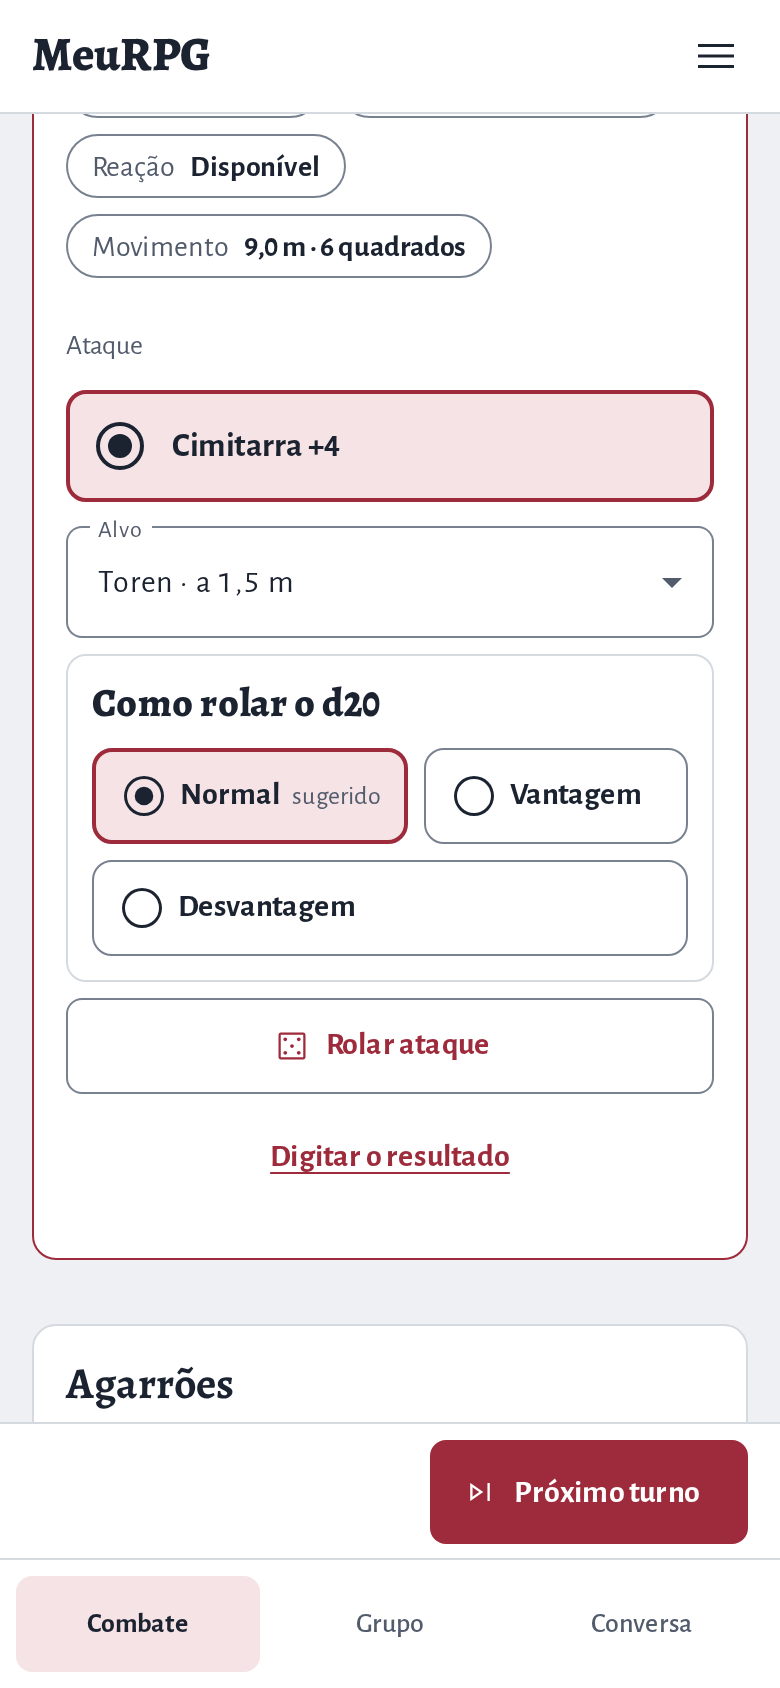 MeuRPG
Reação Disponível
Movimento 9,0 m · 6 quadrados
Ataque
Cimitarra +4
Alvo
Toren · a 1,5 m
Como rolar o d20
Normal sugerido
Vantagem
Desvantagem
Rolar ataque
Digitar o resultado
Agarrões
Próximo turno
Combate
Grupo
Conversa